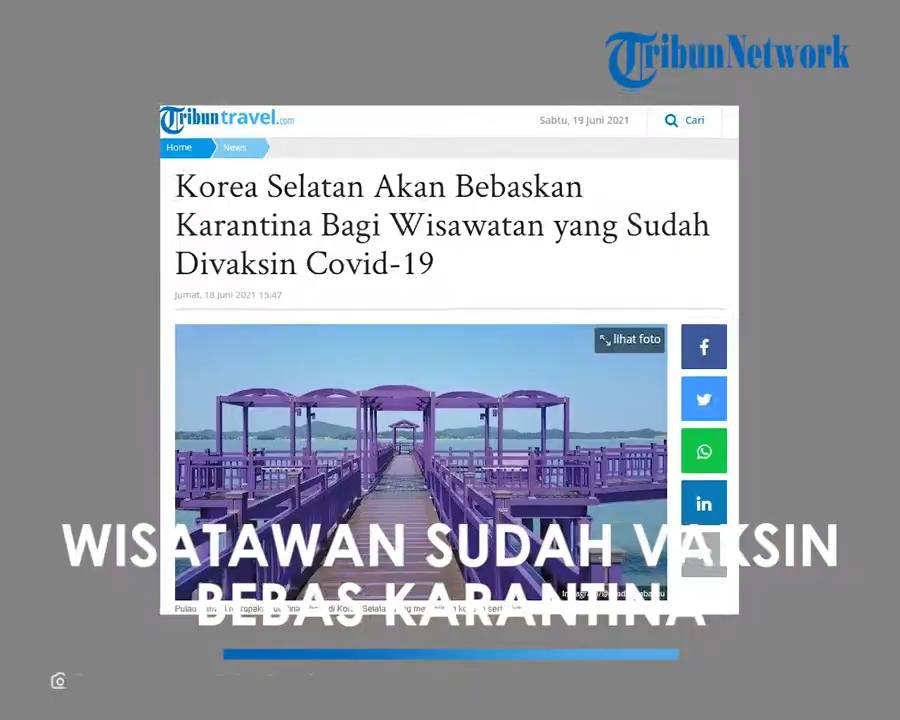 TribunNetwork
Tribuntravel.com
Sabtu, 19 Juni 2021
Cari
Home
News
Korea Selatan Akan Bebaskan
Karantina Bagi Wisawatan yang Sudah
Divaksin Covid-19
Jumat, 18 Juni 2021 15:47
lihat foto
WISATAWAN SUDAH VAKSIN
BEBAS KARANTINA